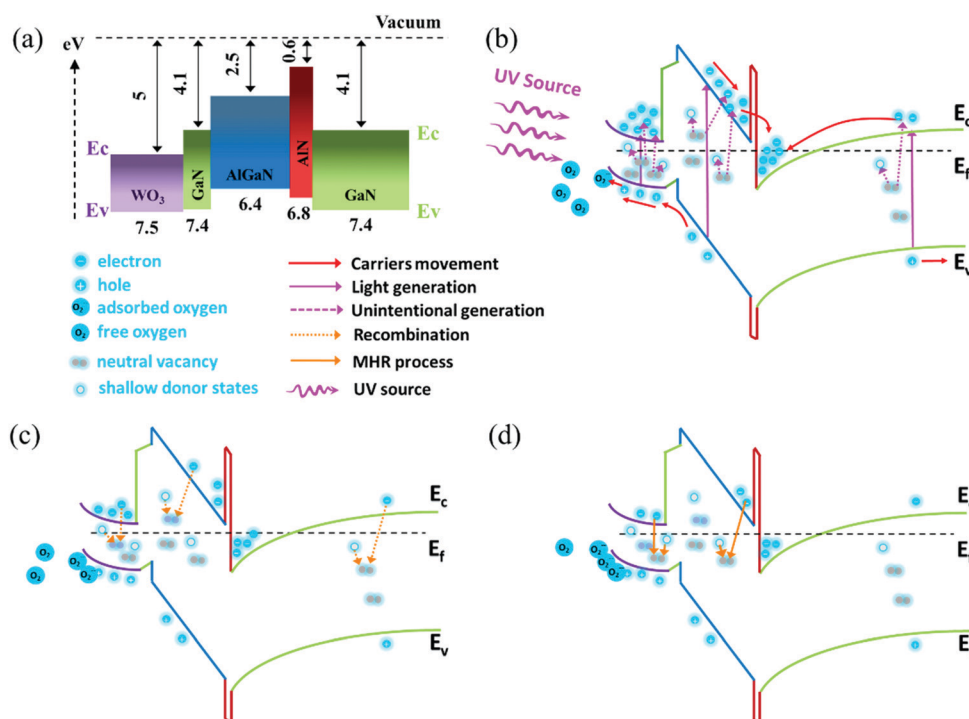 (a)
Vacuum
eV
5
4.1
2.5
0.6
4.1
Ec
Ev
WO3
GaN
AlGaN
AlN
GaN
Ec
Ev
7.5
7.4
6.4
6.8
7.4
electron
hole
O2- adsorbed oxygen
O2 free oxygen
neutral vacancy
shallow donor states
Carriers movement
Light generation
Unintentional generation
Recombination
MHR process
UV source
(b)
UV Source
Ec
Ef
Ev
O2
O2-
O2
O2
O2
(c)
Ec
Ef
Ev
O2
O2-
O2
O2-
(d)
E
E
E
O2
O2-
O2-
O2-